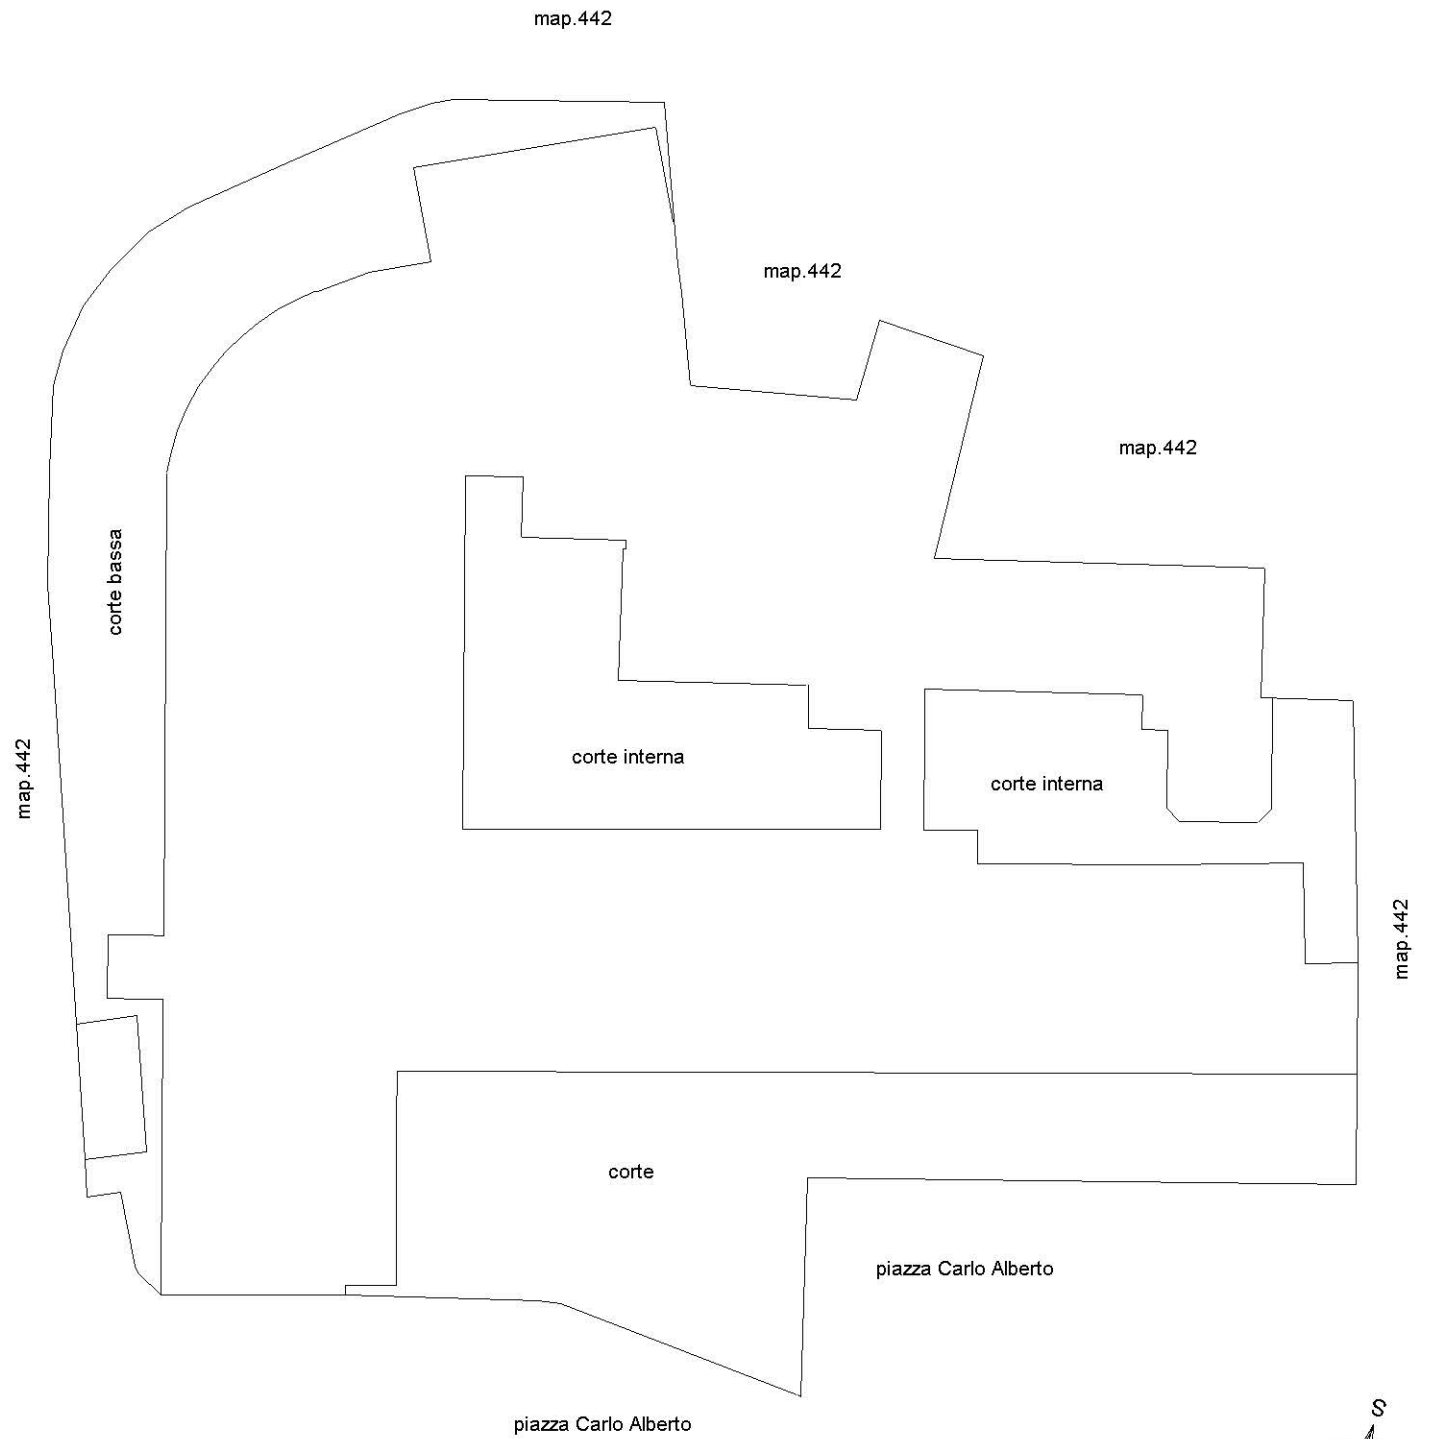 map.442
map.442
map.442
corte bassa
map.442
corte interna
corte interna
map.442
corte
piazza Carlo Alberto
piazza Carlo Alberto
S